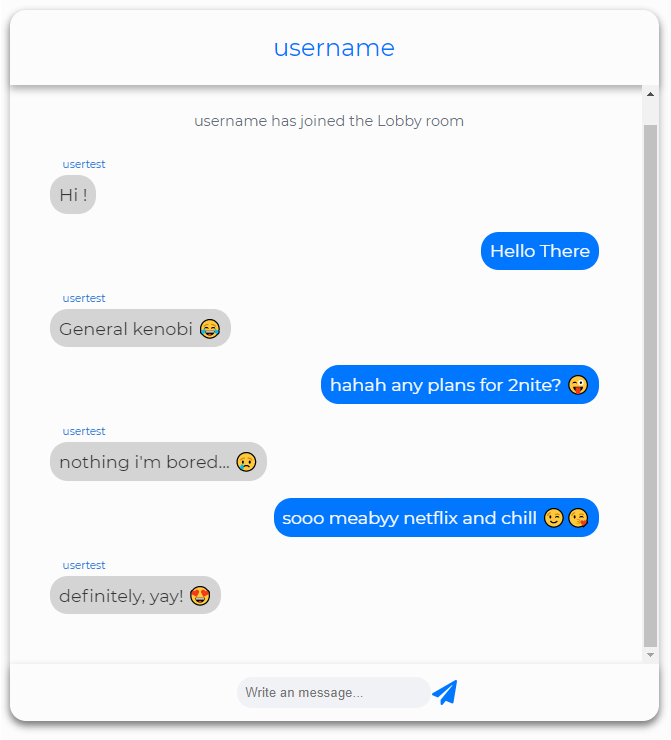 username
username has joined the Lobby room
usertest
Hi !
Hello There
usertest
General kenobi 😂
hahah any plans for 2nite? 😜
usertest
nothing i'm bored... 😢
sooo meabyy netflix and chill 😉😘
usertest
definitely, yay! 😍
Write an message...